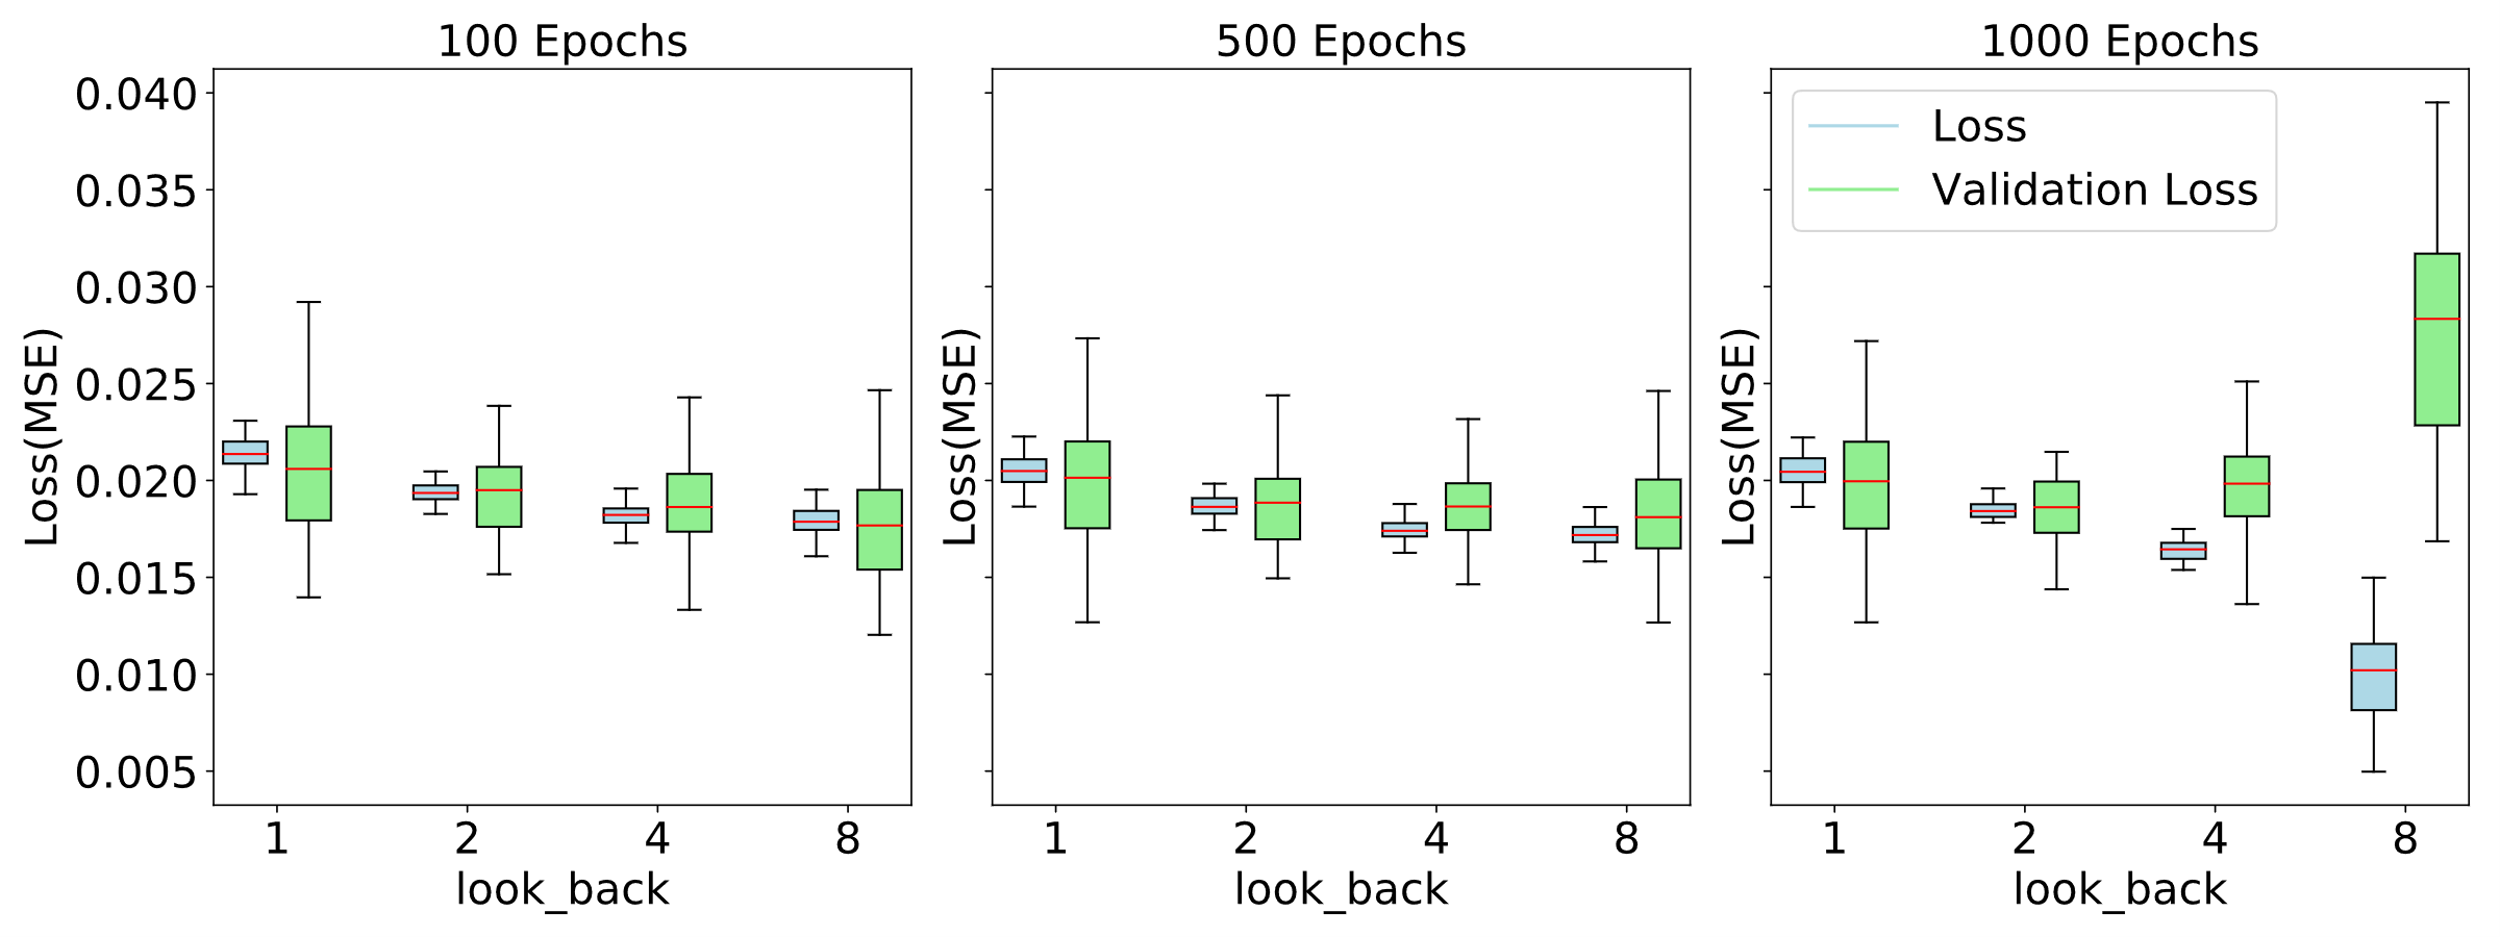 100 Epochs
500 Epochs
1000 Epochs
0.040
0.035
0.030
0.025
0.020
0.015
0.010
0.005
Loss(MSE)
Loss(MSE)
Loss(MSE)
Loss
Validation Loss
1 2 4 8
1 2 4 8
1 2 4 8
look_back
look_back
look_back